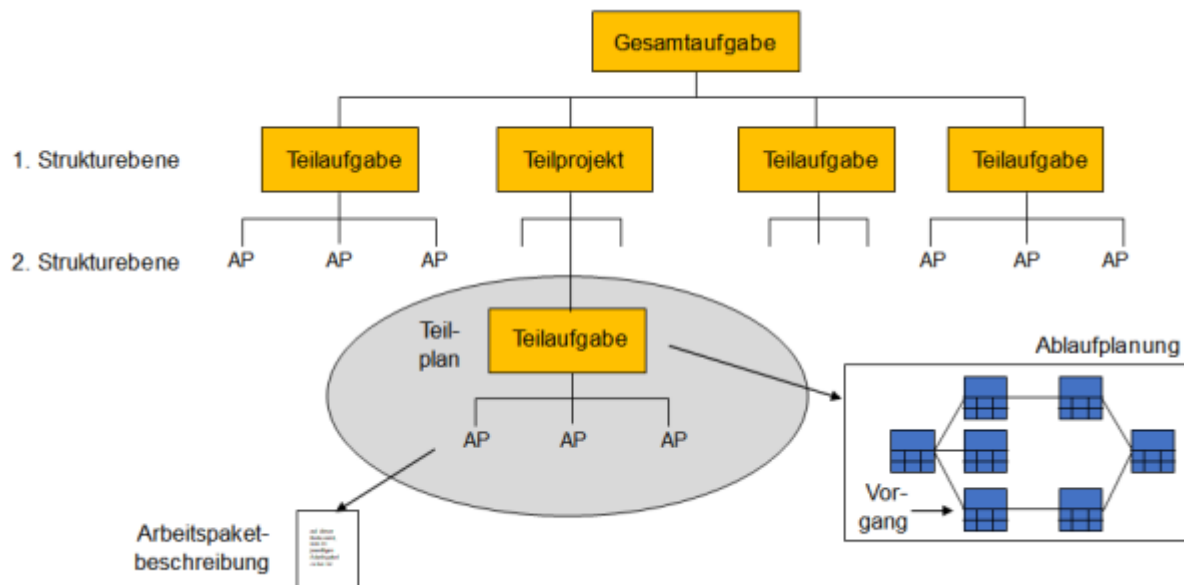 Gesamtaufgabe
1. Strukturebene
Teilaufgabe
Teilprojekt
Teilaufgabe
Teilaufgabe
2. Strukturebene
AP
AP
AP
AP
AP
AP
Teil-
plan
Teilaufgabe
AP
AP
AP
Ablaufplanung
Vor-
gang
Arbeitspaket-
beschreibung